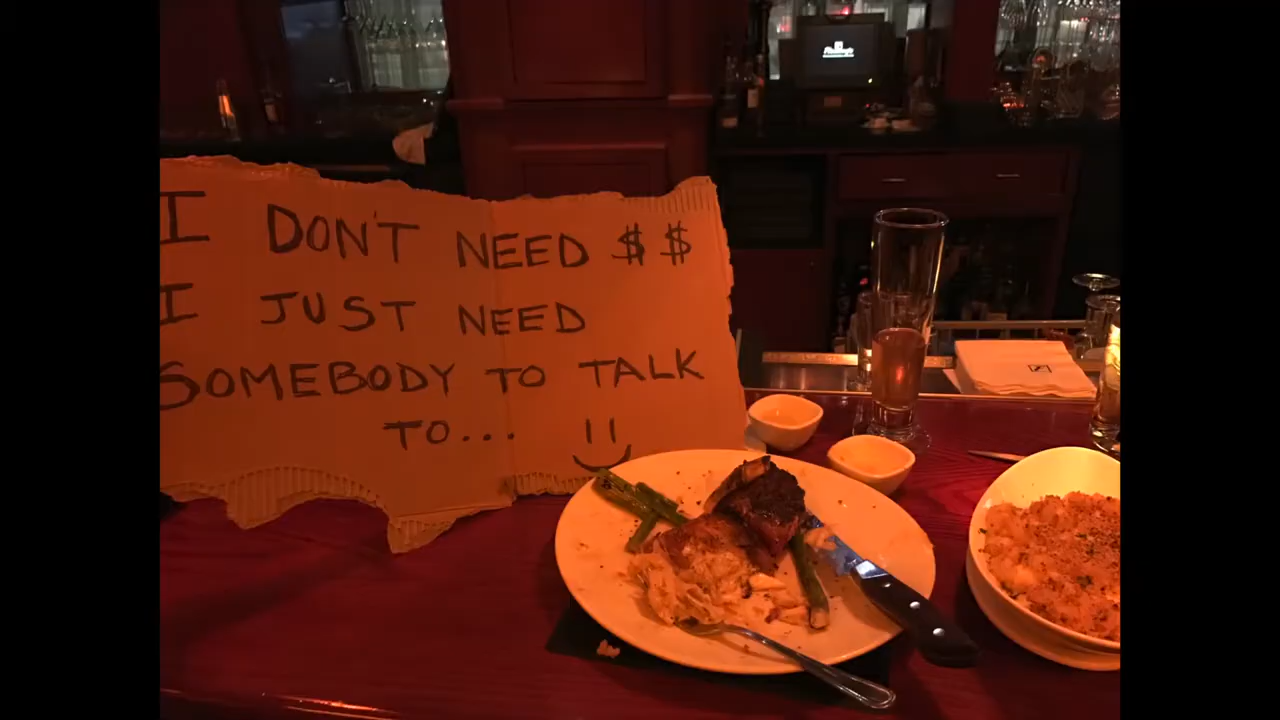 I DON'T NEED $$
I JUST NEED
SOMEBODY TO TALK
TO...